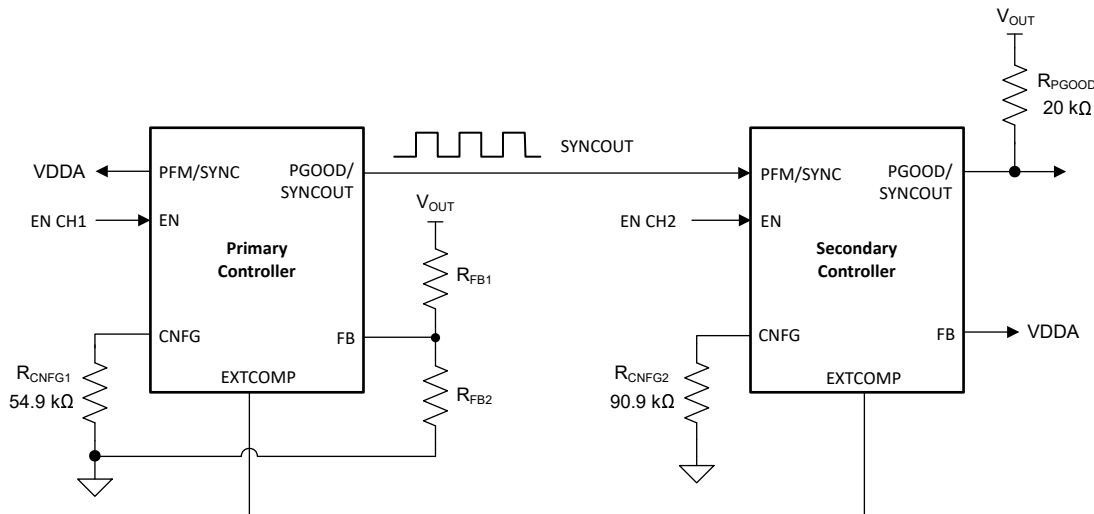 VOUT
RPGOOD
20 kΩ
SYNCOUT
VDDA
PFM/SYNC
PGOOD/
SYNCOUT
PFM/SYNC
PGOOD/
SYNCOUT
VOUT
EN CH1
EN
EN CH2
EN
Primary
Controller
Secondary
Controller
RFB1
CNFG
FB
CNFG
FB
VDDA
RCNFG1
54.9 kΩ
EXTCOMP
RFB2
RCNFG2
90.9 kΩ
EXTCOMP